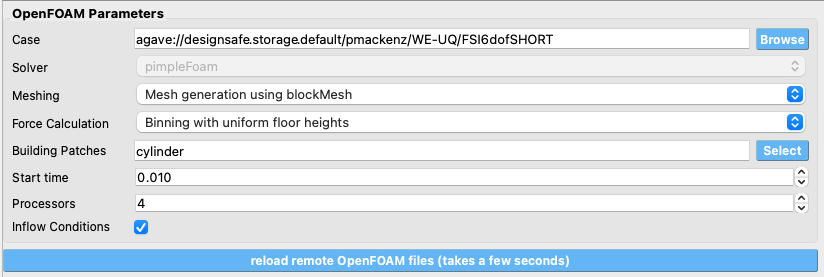 OpenFOAM Parameters
Case agave://designsafe.storage.default/pmackenz/WE-UQ/FSI6dofSHORT Browse
Solver pimpleFoam
Meshing Mesh generation using blockMesh
Force Calculation Binning with uniform floor heights
Building Patches cylinder Select
Start time 0.010
Processors 4
Inflow Conditions
reload remote OpenFOAM files (takes a few seconds)